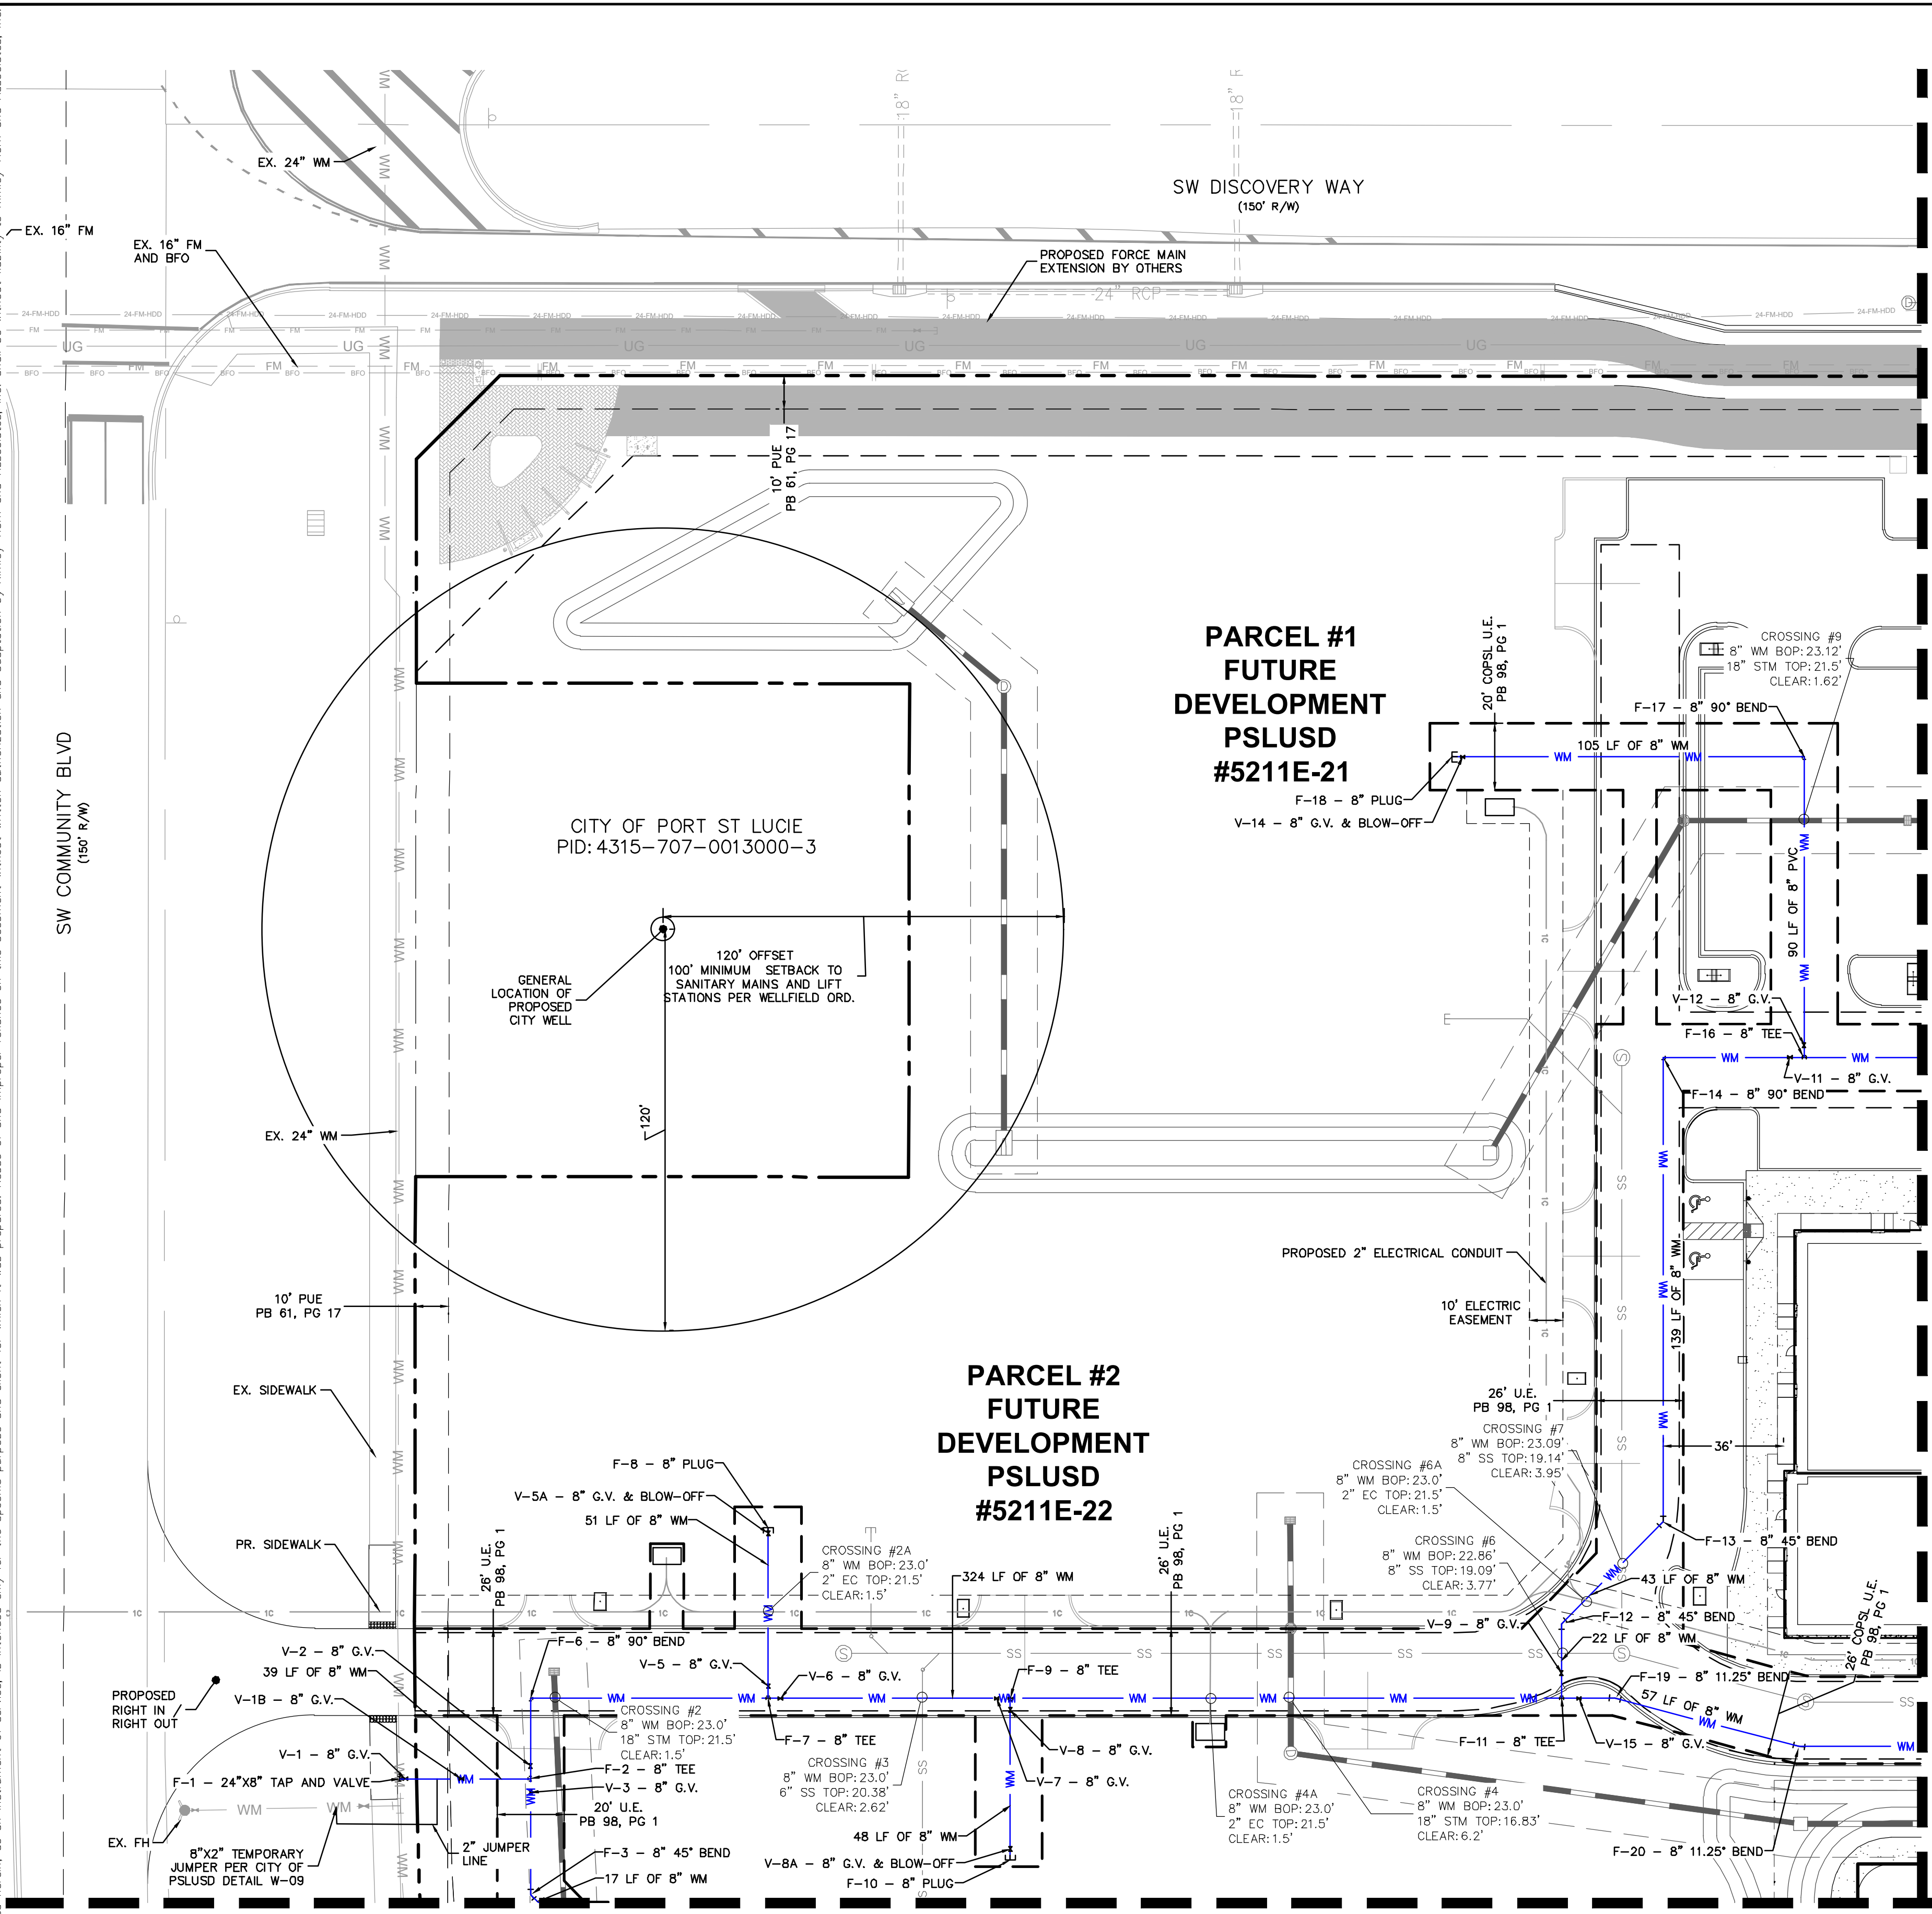 EX. 24" WM
18" R
18" R
SW DISCOVERY WAY
(150' R/W)
EX. 16" FM
EX. 16" FM
AND BFO
PROPOSED FORCE MAIN
EXTENSION BY OTHERS
24" RCP
24-FM-HDD
FM
UG
BFO
10' PUE
PB 61, PG 17
PARCEL #1
FUTURE
DEVELOPMENT
PSLUSD
#5211E-21
20' COPSL U.E.
PB 98, PG 1
CROSSING #9
8" WM BOP: 23.12'
18" STM TOP: 21.5'
CLEAR: 1.62'
F-17 - 8" 90° BEND
105 LF OF 8" WM
F-18 - 8" PLUG
V-14 - 8" G.V. & BLOW-OFF
90 LF OF 8" PVC
SW COMMUNITY BLVD
(150' R/W)
CITY OF PORT ST LUCIE
PID: 4315-707-0013000-3
120' OFFSET
100' MINIMUM SETBACK TO
SANITARY MAINS AND LIFT
STATIONS PER WELLFIELD ORD.
GENERAL
LOCATION OF
PROPOSED
CITY WELL
V-12 - 8" G.V.
F-16 - 8" TEE
V-11 - 8" G.V.
F-14 - 8" 90° BEND
120'
EX. 24" WM
139 LF OF 8" WM
PROPOSED 2" ELECTRICAL CONDUIT
10' PUE
PB 61, PG 17
10' ELECTRIC
EASEMENT
EX. SIDEWALK
PARCEL #2
FUTURE
DEVELOPMENT
PSLUSD
#5211E-22
26' U.E.
PB 98, PG 1
CROSSING #7
8" WM BOP: 23.09'
8" SS TOP: 19.14'
CLEAR: 3.95'
36'
CROSSING #6A
8" WM BOP: 23.0'
2" EC TOP: 21.5'
CLEAR: 1.5'
F-8 - 8" PLUG
V-5A - 8" G.V. & BLOW-OFF
51 LF OF 8" WM
PR. SIDEWALK
26' U.E.
PB 98, PG 1
CROSSING #2A
8" WM BOP: 23.0'
2" EC TOP: 21.5'
CLEAR: 1.5'
324 LF OF 8" WM
26' U.E.
PB 98, PG 1
CROSSING #6
8" WM BOP: 22.86'
8" SS TOP: 19.09'
CLEAR: 3.77'
F-13 - 8" 45° BEND
43 LF OF 8" WM
F-12 - 8" 45° BEND
V-9 - 8" G.V.
22 LF OF 8" WM
26' COPSL U.E.
PB 98, PG 1
V-2 - 8" G.V.
39 LF OF 8" WM
V-1B - 8" G.V.
F-6 - 8" 90° BEND
V-5 - 8" G.V.
V-6 - 8" G.V.
F-9 - 8" TEE
F-19 - 8" 11.25° BEND
57 LF OF 8" WM
PROPOSED
RIGHT IN /
RIGHT OUT
CROSSING #2
8" WM BOP: 23.0'
18" STM TOP: 21.5'
CLEAR: 1.5'
F-7 - 8" TEE
V-8 - 8" G.V.
F-11 - 8" TEE
V-15 - 8" G.V.
V-1 - 8" G.V.
F-1 - 24"X8" TAP AND VALVE
F-2 - 8" TEE
V-3 - 8" G.V.
CROSSING #3
8" WM BOP: 23.0'
6" SS TOP: 20.38'
CLEAR: 2.62'
V-7 - 8" G.V.
CROSSING #4A
8" WM BOP: 23.0'
2" EC TOP: 21.5'
CLEAR: 1.5'
CROSSING #4
8" WM BOP: 23.0'
18" STM TOP: 16.83'
CLEAR: 6.2'
20' U.E.
PB 98, PG 1
EX. FH
8"X2" TEMPORARY
JUMPER PER CITY OF
PSLUSD DETAIL W-09
2" JUMPER
LINE
48 LF OF 8" WM
V-8A - 8" G.V. & BLOW-OFF
F-10 - 8" PLUG
F-3 - 8" 45° BEND
17 LF OF 8" WM
F-20 - 8" 11.25° BEND